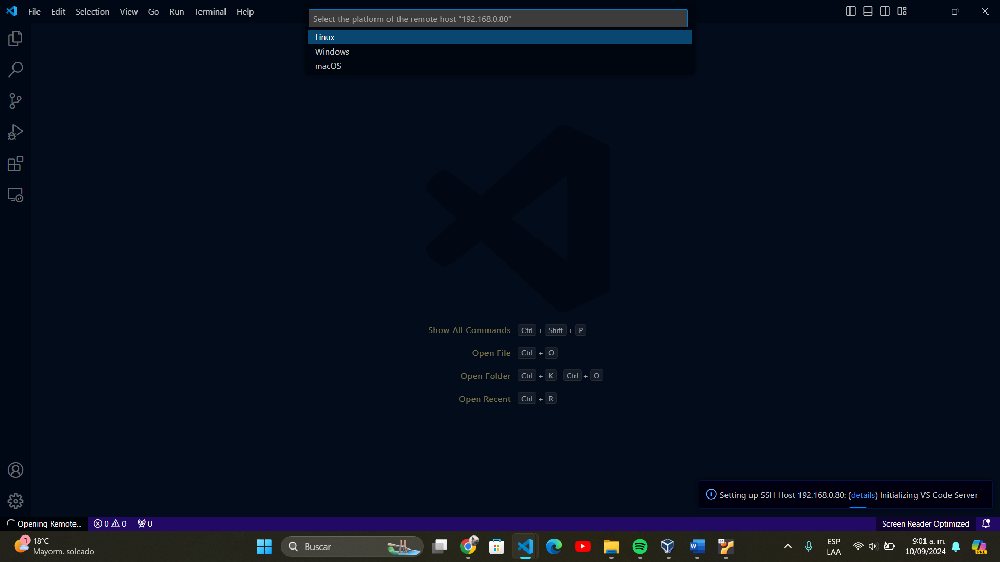 File Edit Selection View Go Run Terminal Help
Select the platform of the remote host "192.168.0.80"
Linux
Windows
macOS
Show All Commands Ctrl + Shift + P
Open File Ctrl + O
Open Folder Ctrl + K Ctrl + O
Open Recent Ctrl + R
Setting up SSH Host 192.168.0.80: (details) Initializing VS Code Server
Opening Remote... 0 0 0 Screen Reader Optimized
1 18°C
Mayorm. soleado
Buscar
W
64
ESP
LAA
9:01 a. m.
10/09/2024
PRE